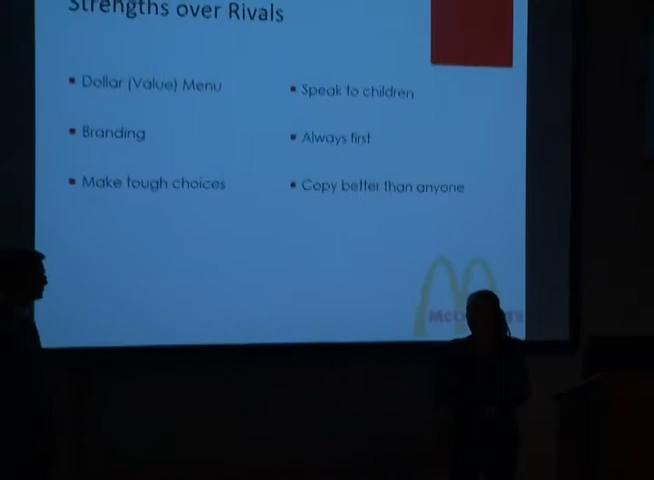 Strengths over Rivals
Dollar (Value) Menu
Branding
Make tough choices
Speak to children
Always first
Copy better than anyone